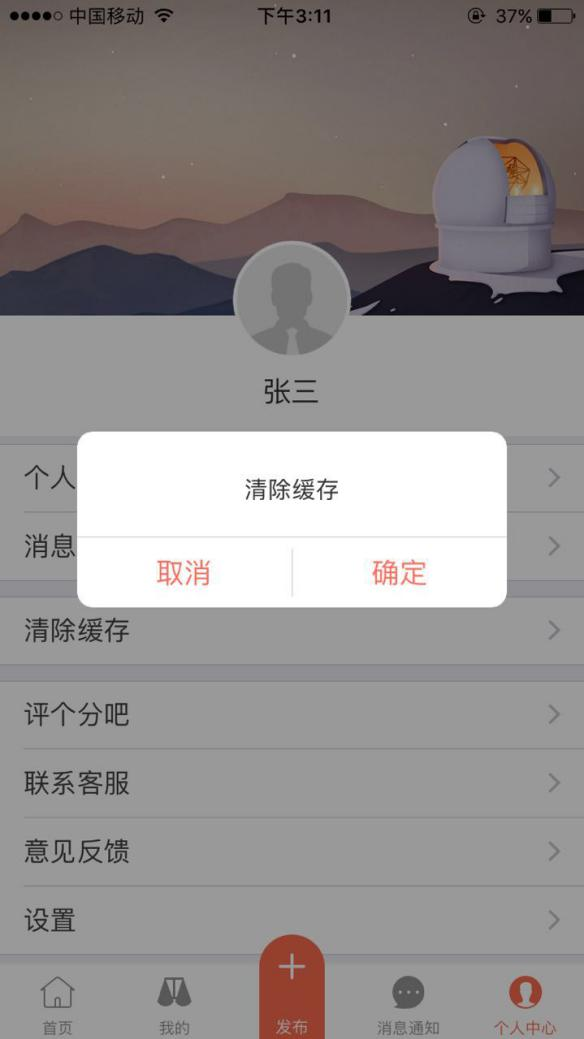 中国移动 下午3:11 37%
张三
个人
消息
清除缓存
取消 确定
清除缓存
评个分吧
联系客服
意见反馈
设置
首页 我的 发布 消息通知 个人中心